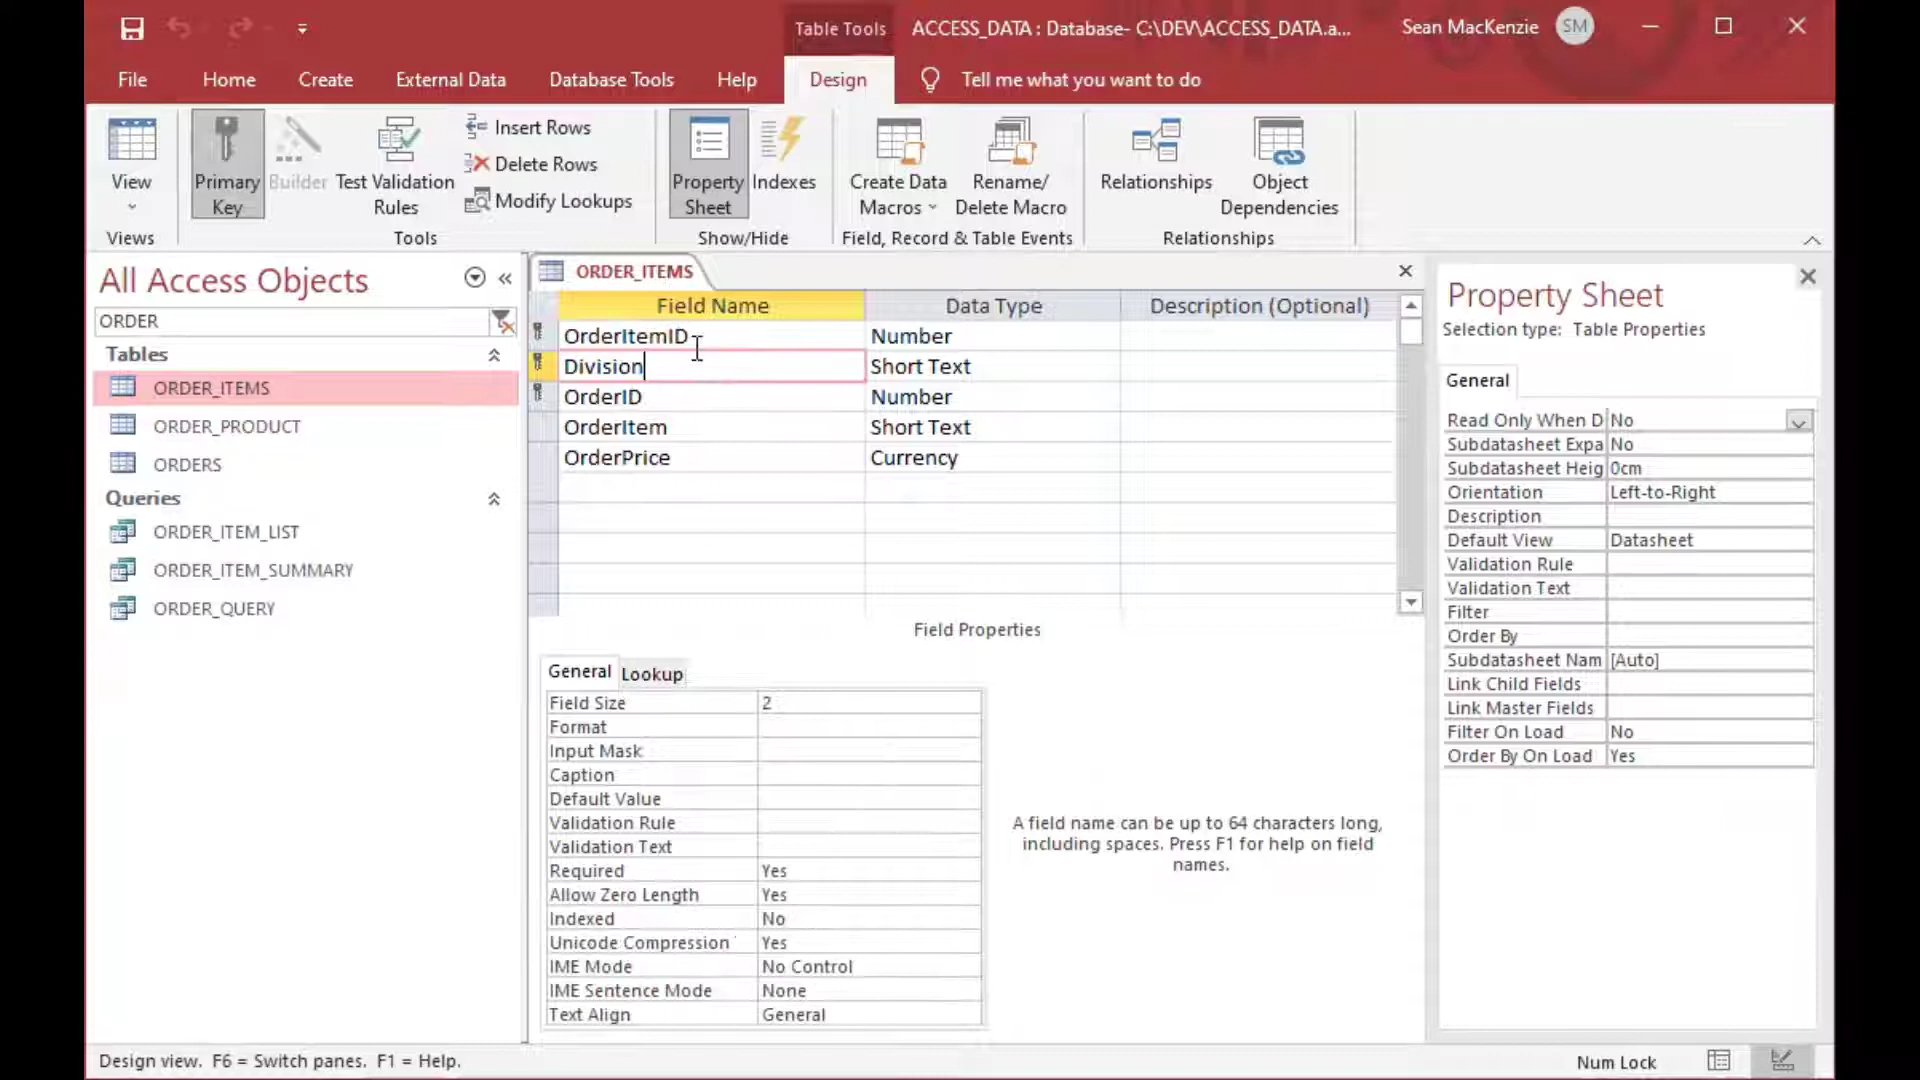 Table Tools
ACCESS_DATA : Database- C:\DEV\ACCESS_DATA.a...
Sean MacKenzie
SM
File
Home
Create
External Data
Database Tools
Help
Design
Tell me what you want to do
View
Primary Key
Builder
Test Validation Rules
Insert Rows
Delete Rows
Modify Lookups
Property Sheet
Indexes
Create Data Macros
Rename/ Delete Macro
Relationships
Object Dependencies
Views
Tools
Show/Hide
Field, Record & Table Events
Relationships
All Access Objects
ORDER
Tables
ORDER_ITEMS
ORDER_PRODUCT
ORDERS
Queries
ORDER_ITEM_LIST
ORDER_ITEM_SUMMARY
ORDER_QUERY
ORDER_ITEMS
Field Name Data Type Description (Optional)
OrderItemID Number
Division Short Text
OrderID Number
OrderItem Short Text
OrderPrice Currency
Field Properties
General Lookup
Field Size 2
Format
Input Mask
Caption
Default Value
Validation Rule
Validation Text
Required Yes
Allow Zero Length Yes
Indexed No
Unicode Compression Yes
IME Mode No Control
IME Sentence Mode None
Text Align General
A field name can be up to 64 characters long,
including spaces. Press F1 for help on field
names.
Property Sheet
Selection type: Table Properties
General
Read Only When D No
Subdatasheet Expa No
Subdatasheet Heig 0cm
Orientation Left-to-Right
Description
Default View Datasheet
Validation Rule
Validation Text
Filter
Order By
Subdatasheet Nam [Auto]
Link Child Fields
Link Master Fields
Filter On Load No
Order By On Load Yes
Design view. F6 = Switch panes. F1 = Help.
Num Lock